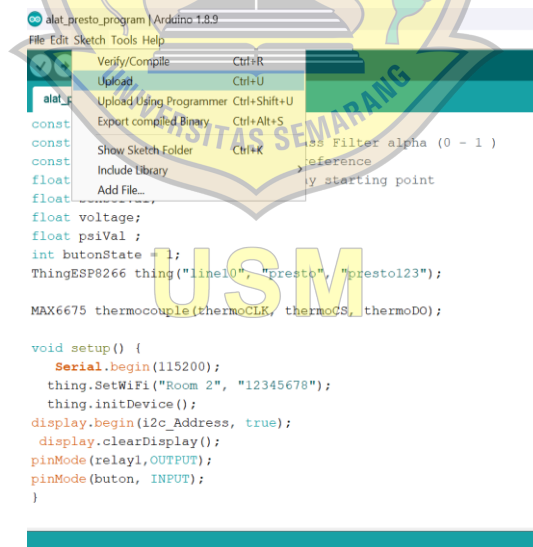 alat_presto_program | Arduino 1.8.9
File Edit Sketch Tools Help
Verify/Compile Ctrl+R
Upload Ctrl+U
Upload Using Programmer Ctrl+Shift+U
Export compiled Binary Ctrl+Alt+S
Show Sketch Folder Ctrl+K
Include Library
Add File...
alat_p
const
const ss Filter alpha (0 - 1 )
const eference
float y starting point
float
float voltage;
float psiVal ;
int butonState = 1;
ThingESP8266 thing("line10", "presto", "presto123");
MAX6675 thermocouple(thermoCLK, thermoCS, thermoDO);
void setup() {
Serial.begin(115200);
thing.SetWiFi("Room 2", "12345678");
thing.initDevice();
display.begin(i2c_Address, true);
display.clearDisplay();
pinMode(relay1,OUTPUT);
pinMode(buton, INPUT);
}
UNIVERSITAS SEMARANG
USM